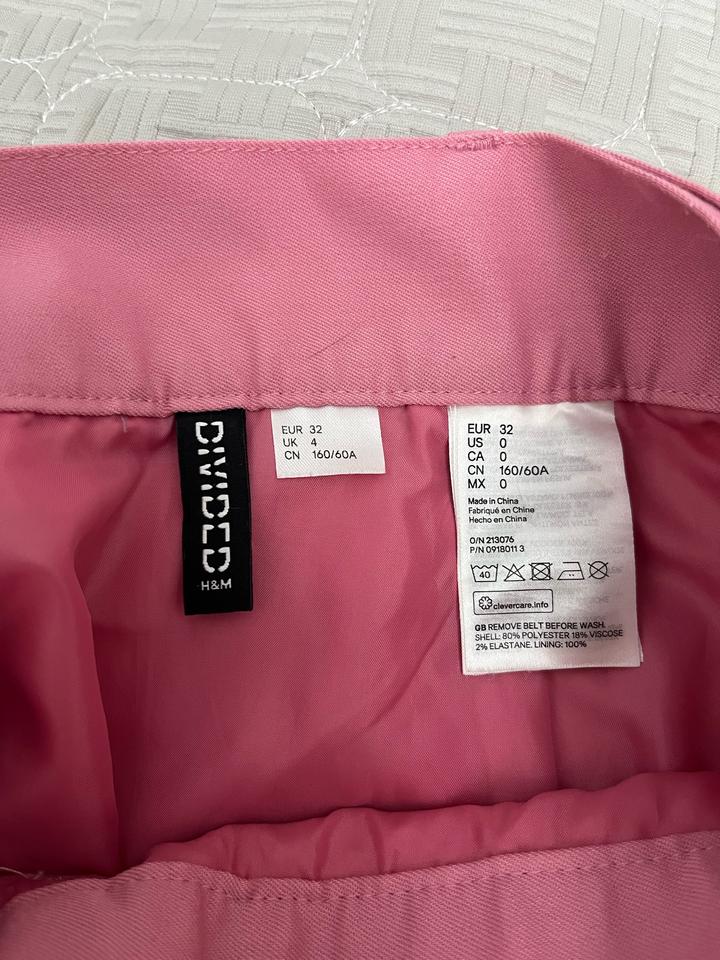 DIVIDED
H&M
EUR 32
UK 4
CN 160/60A
EUR 32
US 0
CA 0
CN 160/60A
MX 0
Made in China
Fabriqué en Chine
Hecho en China
O/N 213076
P/N 0918011 3
40
clevercare.info
GB REMOVE BELT BEFORE WASH.
SHELL: 80% POLYESTER 18% VISCOSE
2% ELASTANE. LINING: 100%